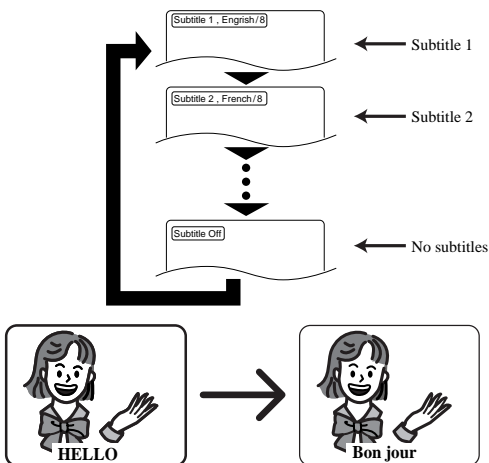 Subtitle 1 , Engrish/8
Subtitle 1
Subtitle 2 , French/8
Subtitle 2
Subtitle Off
No subtitles
HELLO
Bon jour